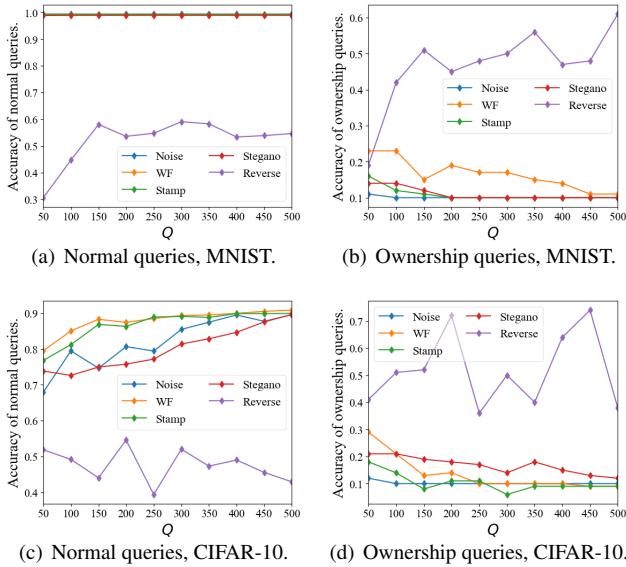 1.0
0.9
0.8
0.7
0.6
0.5
0.4
0.3
Accuracy of normal queries.
Noise
WF
Stamp
Stegano
Reverse
50 100 150 200 250 300 350 400 450 500
Q
(a) Normal queries, MNIST.
0.6
0.5
0.4
0.3
0.2
0.1
Accuracy of ownership queries.
Noise
WF
Stamp
Stegano
Reverse
50 100 150 200 250 300 350 400 450 500
Q
(b) Ownership queries, MNIST.
0.9
0.8
0.7
0.6
0.5
0.4
Accuracy of normal queries.
Noise
WF
Stamp
Stegano
Reverse
50 100 150 200 250 300 350 400 450 500
Q
(c) Normal queries, CIFAR-10.
0.7
0.6
0.5
0.4
0.3
0.2
0.1
Accuracy of ownership queries.
Noise
WF
Stamp
Stegano
Reverse
50 100 150 200 250 300 350 400 450 500
Q
(d) Ownership queries, CIFAR-10.